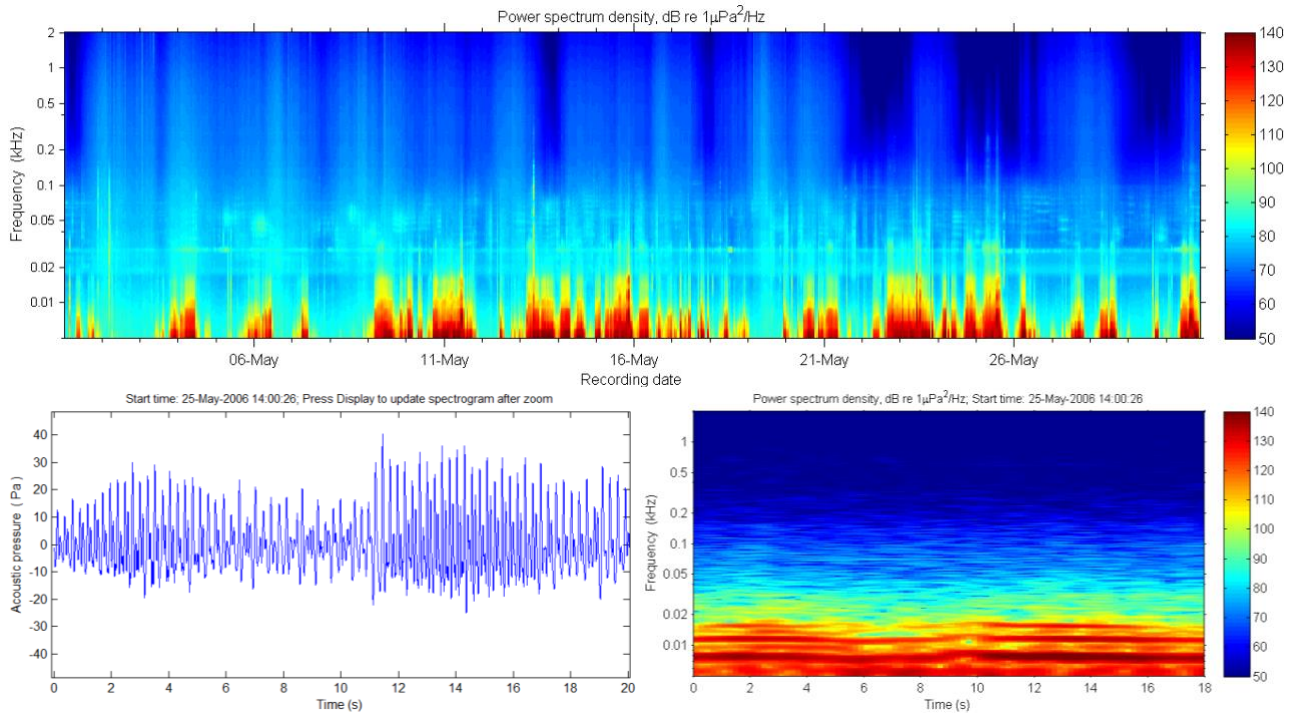 Power spectrum density, dB re 1μPa²/Hz
Frequency (kHz)
2
1
0.5
0.2
0.1
0.05
0.02
0.01
06-May
11-May
16-May
21-May
26-May
Recording date
140
130
120
110
100
90
80
70
60
50
Start time: 25-May-2006 14:00:26; Press Display to update spectrogram after zoom
Acoustic pressure ( Pa )
40
30
20
10
0
-10
-20
-30
-40
0 2 4 6 8 10 12 14 16 18 20
Time (s)
Power spectrum density, dB re 1μPa²/Hz; Start time: 25-May-2006 14:00:26
Frequency (kHz)
1
0.5
0.2
0.1
0.05
0.02
0.01
0 2 4 6 8 10 12 14 16 18
Time (s)
140
130
120
110
100
90
80
70
60
50